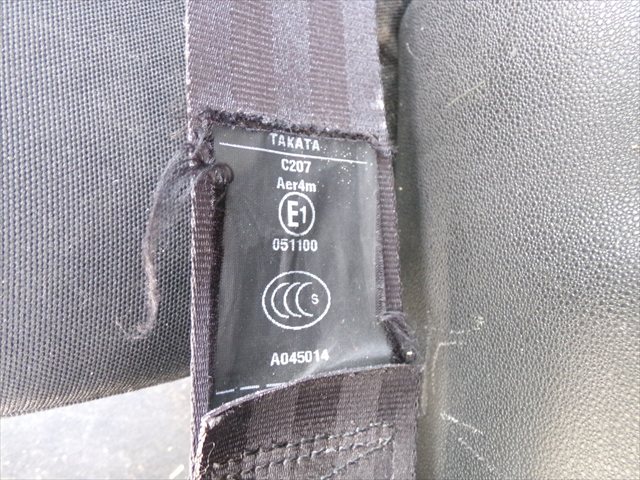 TAKATA
C207
Aer4m
E1
051100
CCC S
A045014